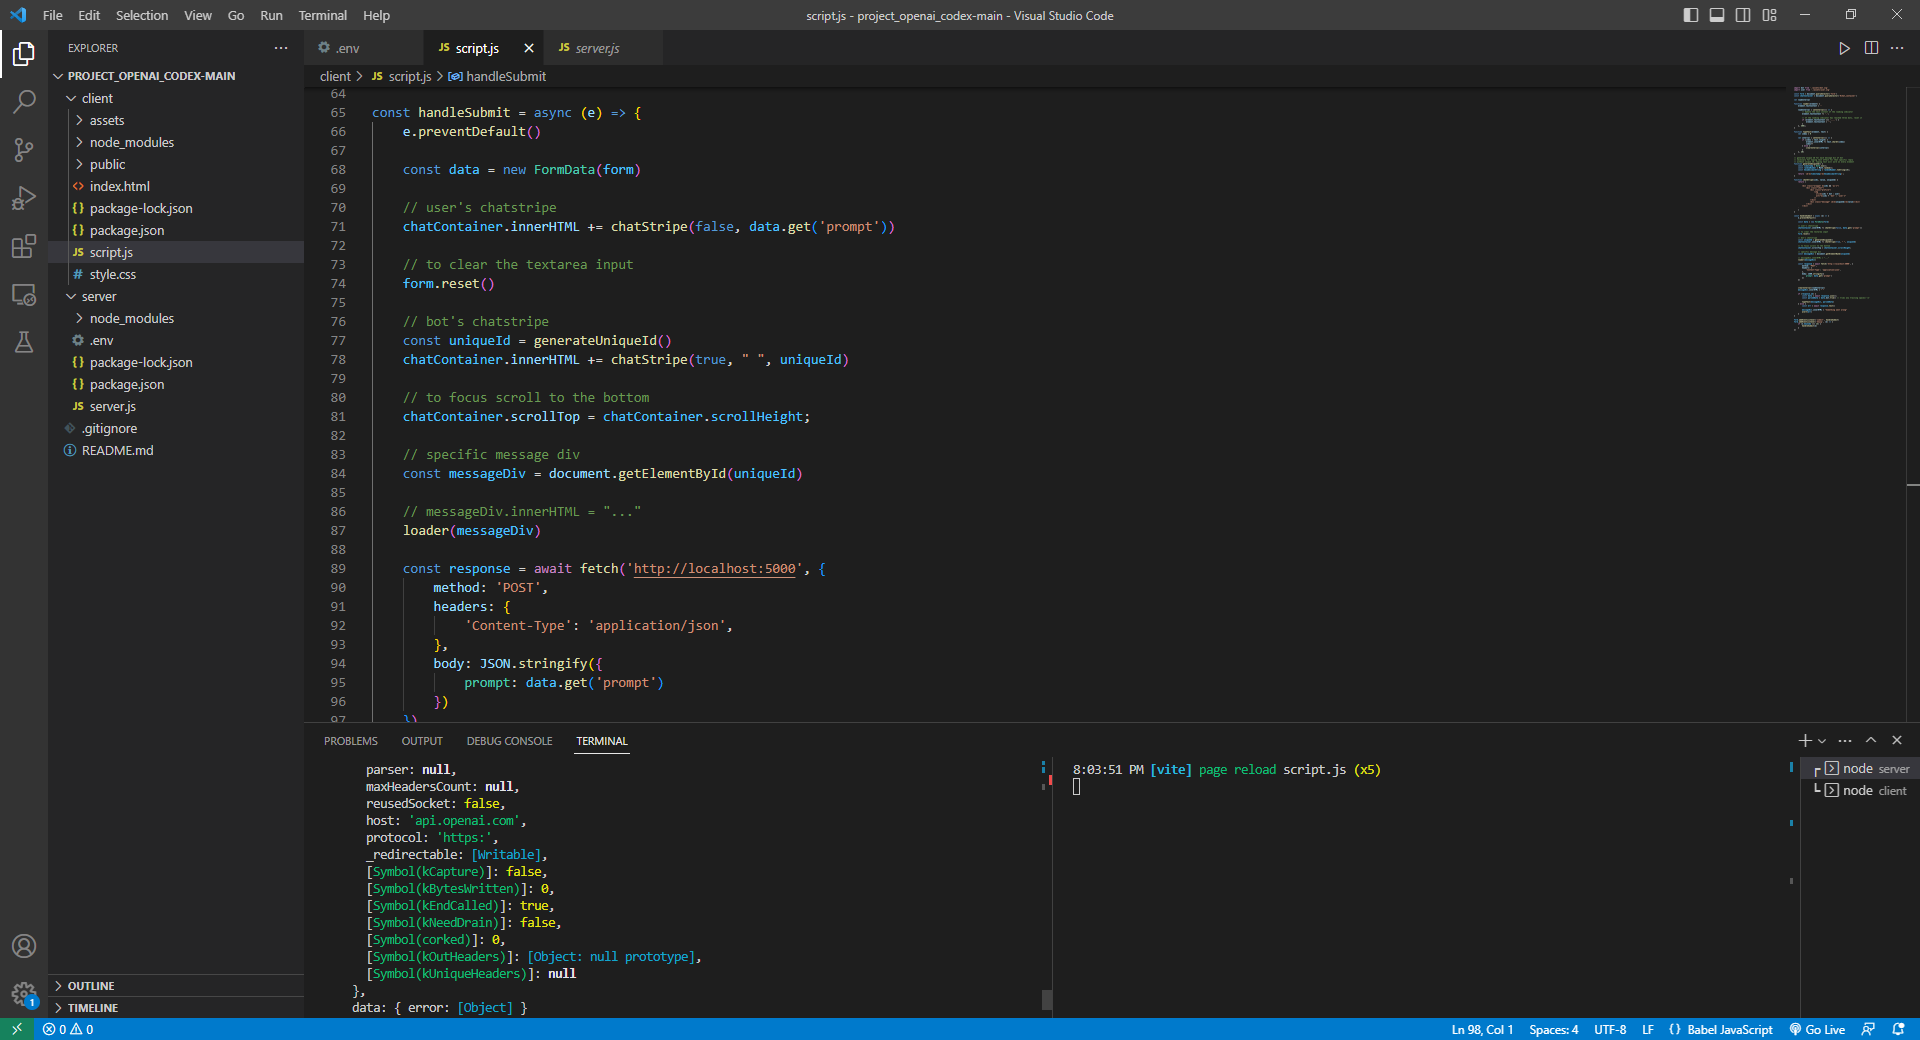 File Edit Selection View Go Run Terminal Help
script.js - project_openai_codex-main - Visual Studio Code
EXPLORER
PROJECT_OPENAI_CODEX-MAIN
client
assets
node_modules
public
index.html
package-lock.json
package.json
script.js
style.css
server
node_modules
.env
package-lock.json
package.json
server.js
.gitignore
README.md
OUTLINE
TIMELINE
.env
JS script.js
JS server.js
client > JS script.js > handleSubmit
64
65 const handleSubmit = async (e) => {
66 e.preventDefault()
67
68 const data = new FormData(form)
69
70 // user's chatstripe
71 chatContainer.innerHTML += chatStripe(false, data.get('prompt'))
72
73 // to clear the textarea input
74 form.reset()
75
76 // bot's chatstripe
77 const uniqueId = generateUniqueId()
78 chatContainer.innerHTML += chatStripe(true, " ", uniqueId)
79
80 // to focus scroll to the bottom
81 chatContainer.scrollTop = chatContainer.scrollHeight;
82
83 // specific message div
84 const messageDiv = document.getElementById(uniqueId)
85
86 // messageDiv.innerHTML = "..."
87 loader(messageDiv)
88
89 const response = await fetch('http://localhost:5000', {
90 method: 'POST',
91 headers: {
92 'Content-Type': 'application/json',
93 },
94 body: JSON.stringify({
95 prompt: data.get('prompt')
96 })
97 })
PROBLEMS OUTPUT DEBUG CONSOLE TERMINAL
parser: null,
maxHeadersCount: null,
reusedSocket: false,
host: 'api.openai.com',
protocol: 'https:',
_redirectable: [Writable],
[Symbol(kCapture)]: false,
[Symbol(kBytesWritten)]: 0,
[Symbol(kEndCalled)]: true,
[Symbol(kNeedDrain)]: false,
[Symbol(corked)]: 0,
[Symbol(kOutHeaders)]: [Object: null prototype],
[Symbol(kUniqueHeaders)]: null
},
data: { error: [Object] }
8:03:51 PM [vite] page reload script.js (x5)
node server
node client
1
0 0
Ln 98, Col 1 Spaces: 4 UTF-8 LF {} Babel JavaScript Go Live